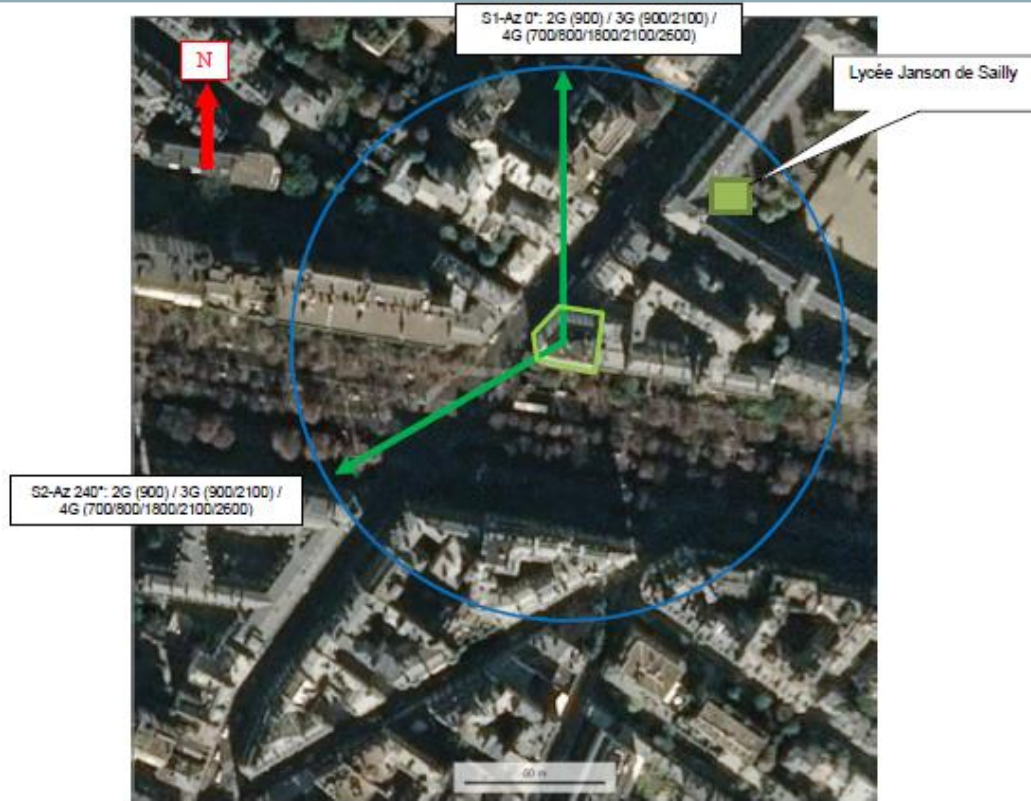 S1-Az 0°: 2G (900) / 3G (900/2100) /
4G (700/800/1800/2100/2600)
N
Lycée Janson de Sailly
S2-Az 240°: 2G (900) / 3G (900/2100) /
4G (700/800/1800/2100/2600)